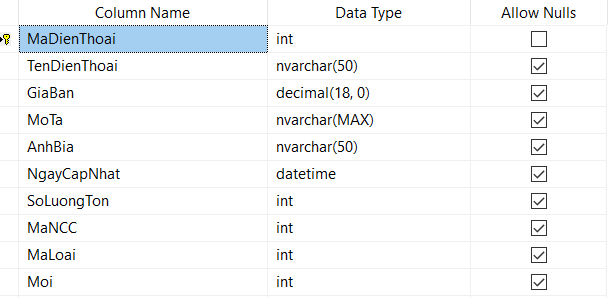 Column Name Data Type Allow Nulls
MaDienThoai int
TenDienThoai nvarchar(50)
GiaBan decimal(18, 0)
MoTa nvarchar(MAX)
AnhBia nvarchar(50)
NgayCapNhat datetime
SoLuongTon int
MaNCC int
MaLoai int
Moi int